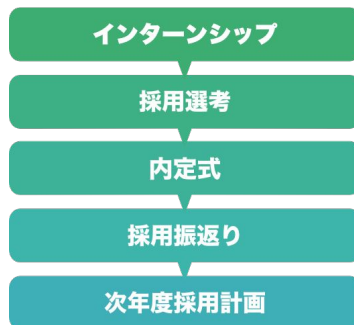 インターンシップ
採用選考
内定式
採用振返り
次年度採用計画